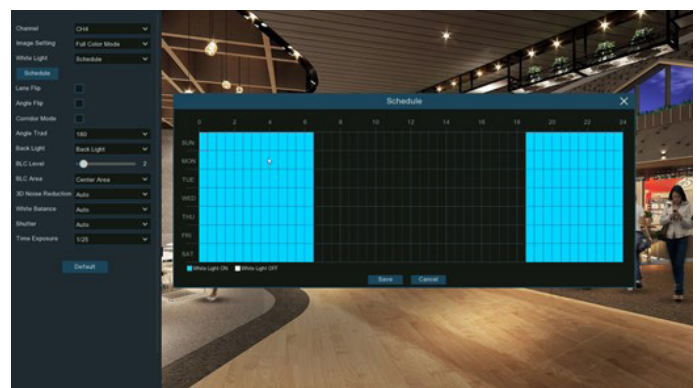 Channel CH4
Image Setting Full Color Mode
White Light Schedule
Schedule
Lens Flip
Angle Flip
Corridor Mode
Angle Trad 180
Back Light Back Light
BLC Level 2
BLC Area Center Area
3D Noise Reduction Auto
White Balance Auto
Shutter Auto
Time Exposure 1/25
Default
Schedule X
0 2 4 6 8 10 12 14 16 18 20 22 24
SUN
MON
TUE
WED
THU
FRI
SAT
White Light ON White Light OFF
Save Cancel